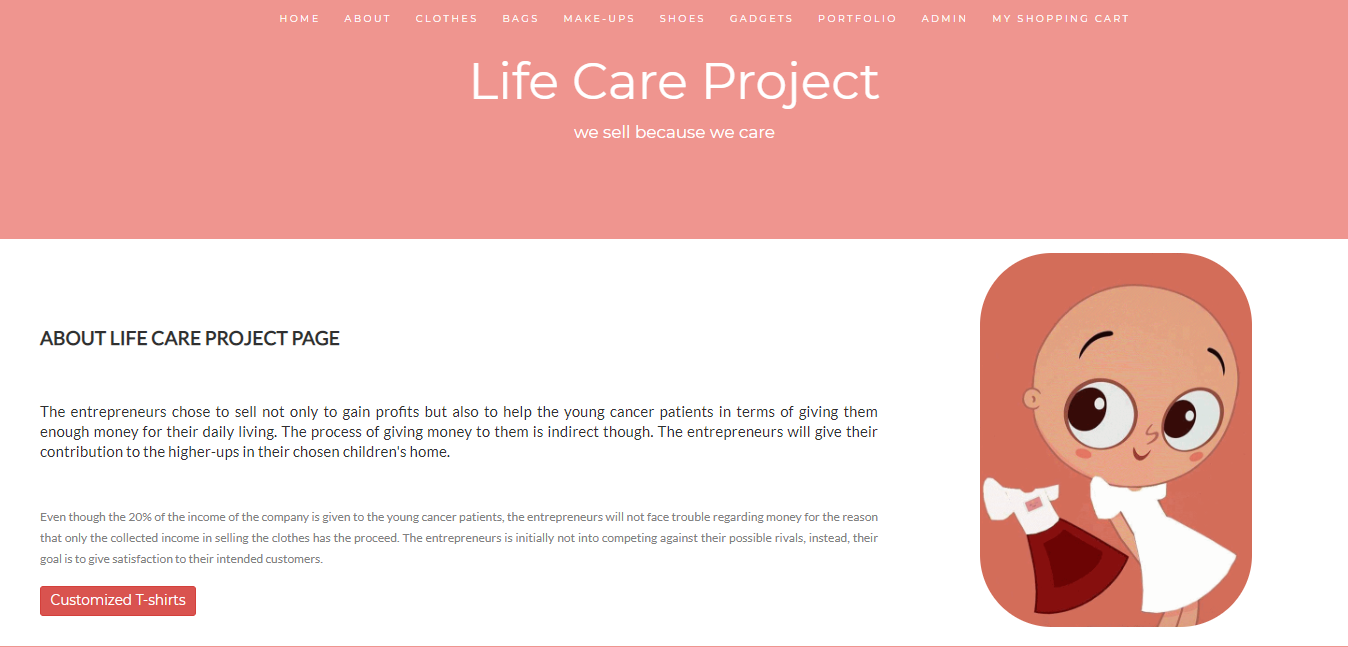 HOME ABOUT CLOTHES BAGS MAKE-UPS SHOES GADGETS PORTFOLIO ADMIN MY SHOPPING CART
Life Care Project
we sell because we care
ABOUT LIFE CARE PROJECT PAGE
The entrepreneurs chose to sell not only to gain profits but also to help the young cancer patients in terms of giving them
enough money for their daily living. The process of giving money to them is indirect though. The entrepreneurs will give their
contribution to the higher-ups in their chosen children's home.
Even though the 20% of the income of the company is given to the young cancer patients, the entrepreneurs will not face trouble regarding money for the reason
that only the collected income in selling the clothes has the proceed. The entrepreneurs is initially not into competing against their possible rivals, instead, their
goal is to give satisfaction to their intended customers.
Customized T-shirts